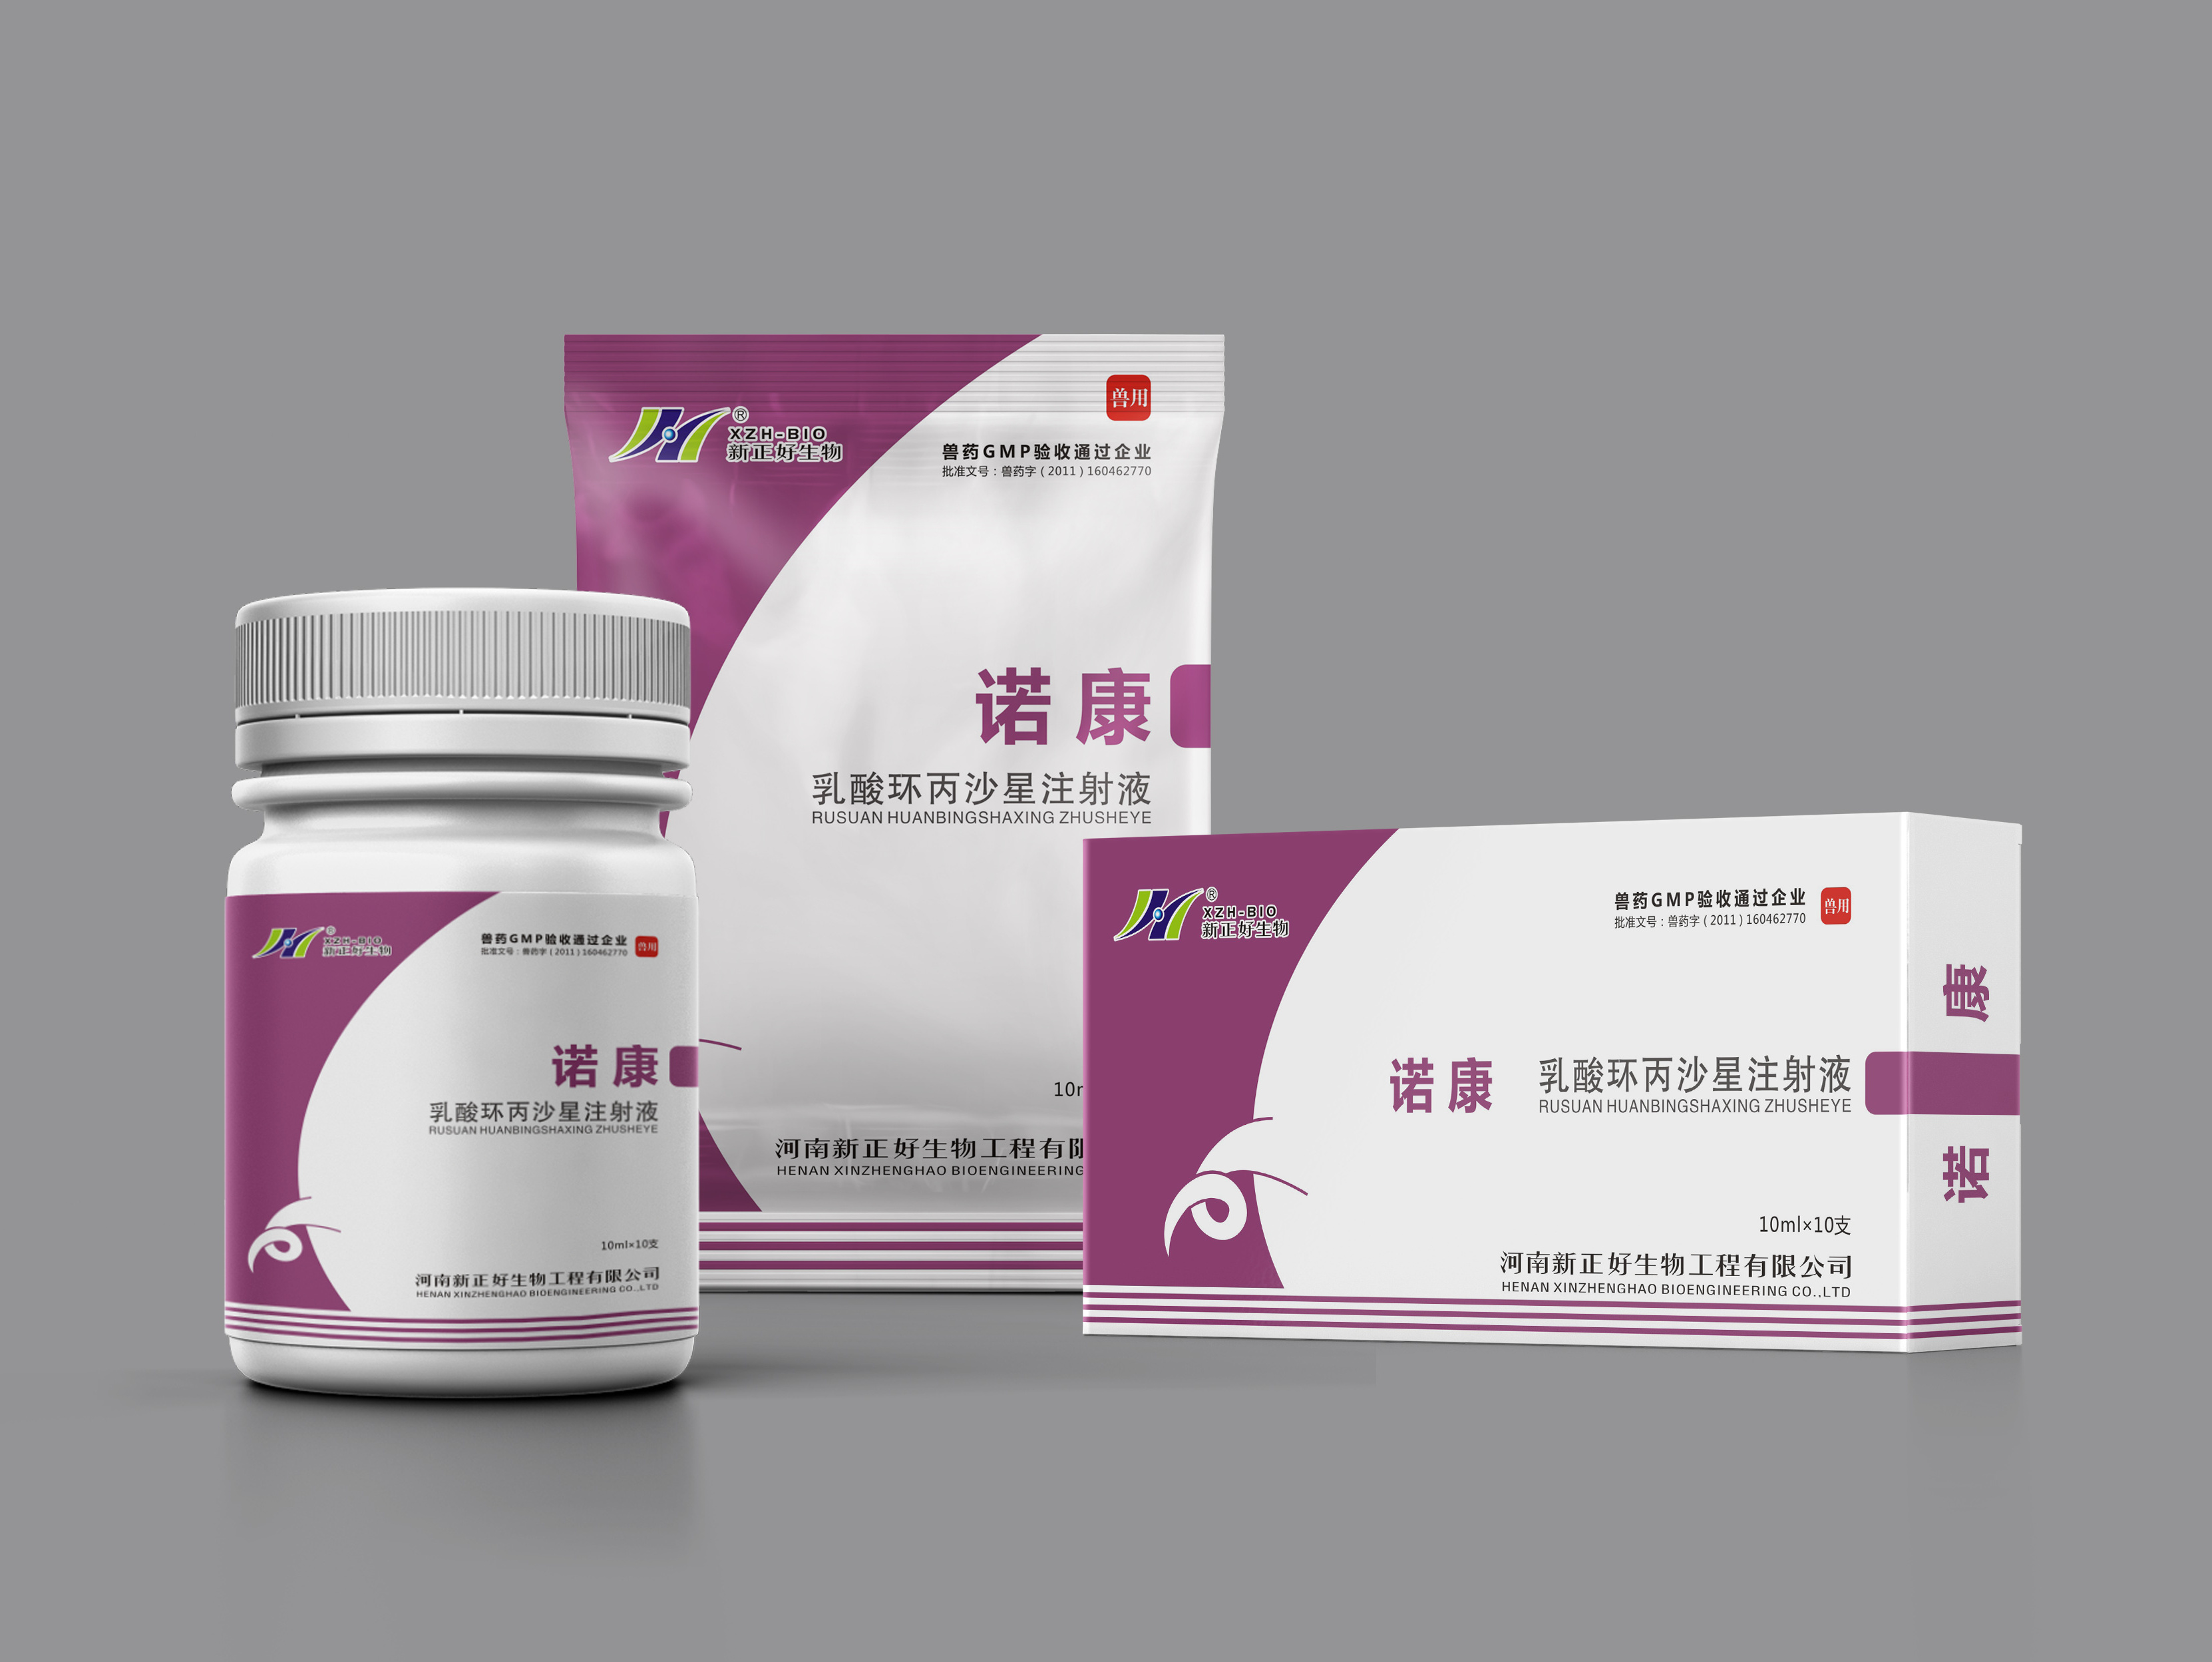 兽用
®
XZH-BIO
新正好生物
兽药GMP验收通过企业
批准文号：兽药字（2011）160462770
诺康
乳酸环丙沙星注射液
RUSUAN HUANBINGSHAXING ZHUSHEYE
10m
河南新正好生物工程有限
HENAN XINZHENGHAO BIOENGINEERING
®
XZH-BIO
新正好生物
兽药GMP验收通过企业
批准文号：兽药字（2011）160462770
兽用
诺康
乳酸环丙沙星注射液
RUSUAN HUANBINGSHAXING ZHUSHEYE
10ml×10支
河南新正好生物工程有限公司
HENAN XINZHENGHAO BIOENGINEERING CO.,LTD
®
XZH-BIO
新正好生物
兽药GMP验收通过企业
批准文号：兽药字（2011）160462770
兽用
诺康 乳酸环丙沙星注射液
RUSUAN HUANBINGSHAXING ZHUSHEYE
10ml×10支
河南新正好生物工程有限公司
HENAN XINZHENGHAO BIOENGINEERING CO.,LTD
诺康